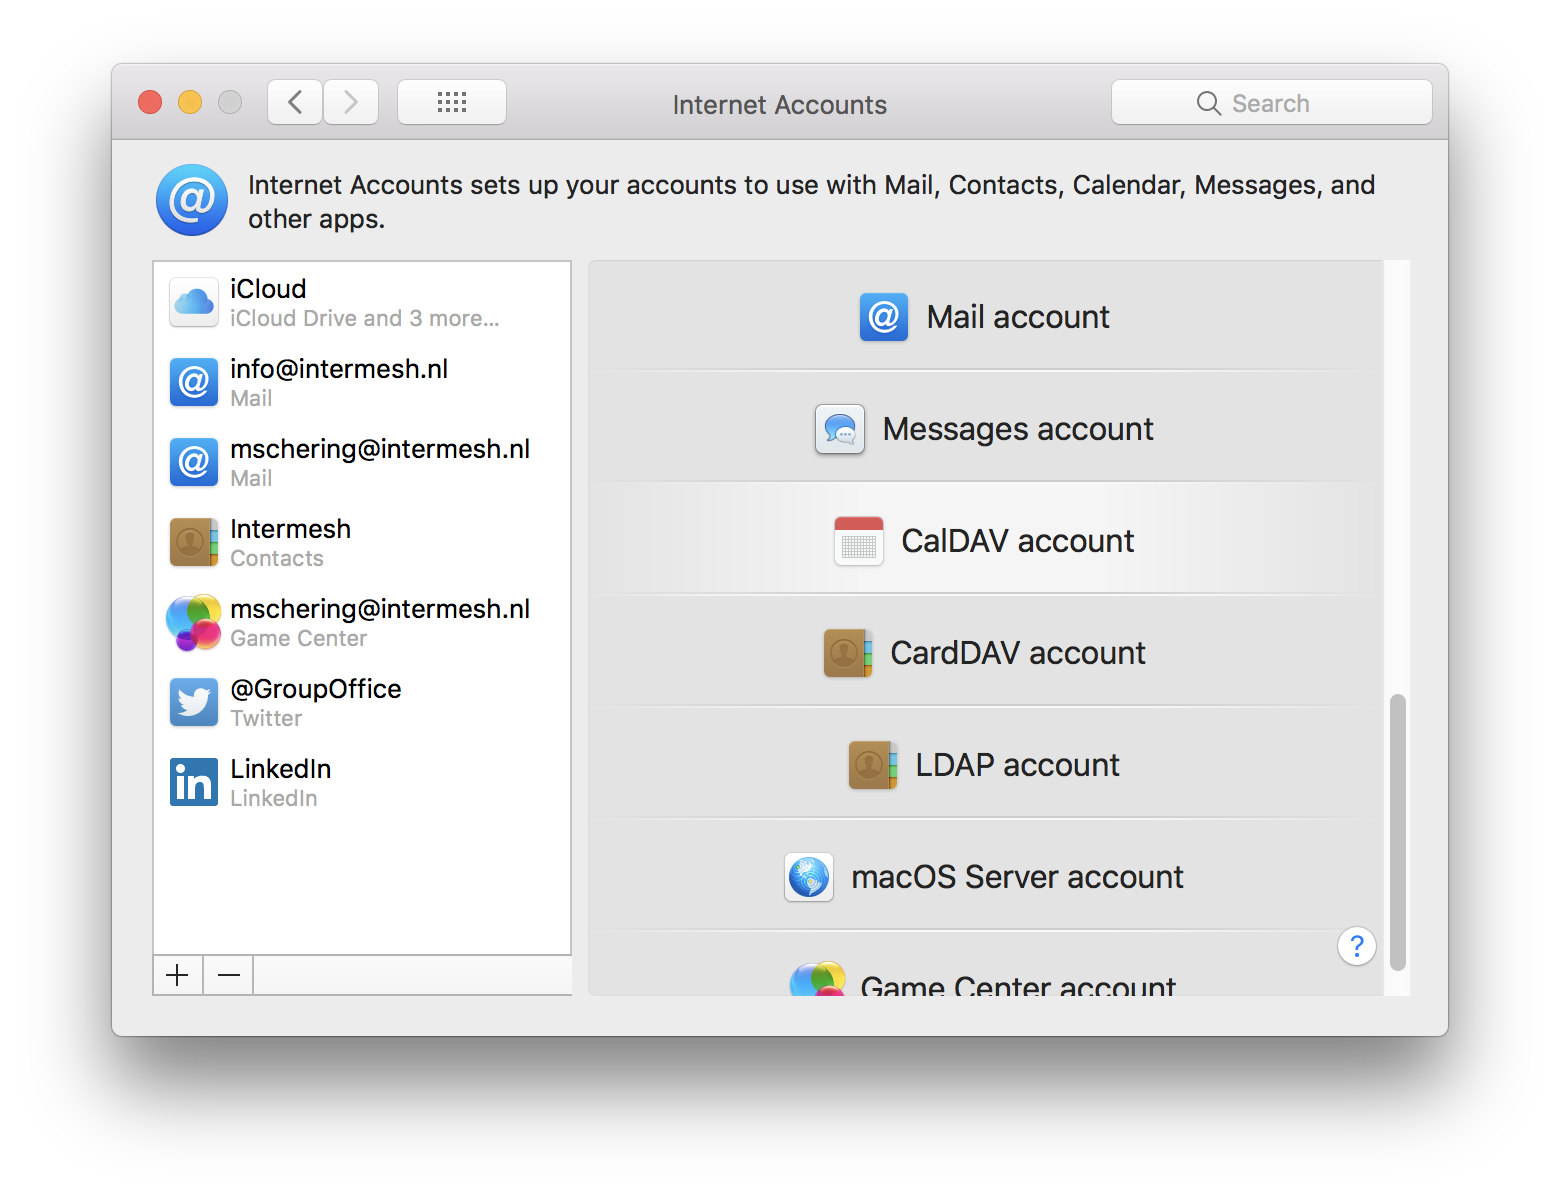 Internet Accounts
Search
Internet Accounts sets up your accounts to use with Mail, Contacts, Calendar, Messages, and
other apps.
iCloud
iCloud Drive and 3 more...
info@intermesh.nl
Mail
mschering@intermesh.nl
Mail
Intermesh
Contacts
mschering@intermesh.nl
Game Center
@GroupOffice
Twitter
LinkedIn
LinkedIn
Mail account
Messages account
CalDAV account
CardDAV account
LDAP account
macOS Server account
Game Center account
?